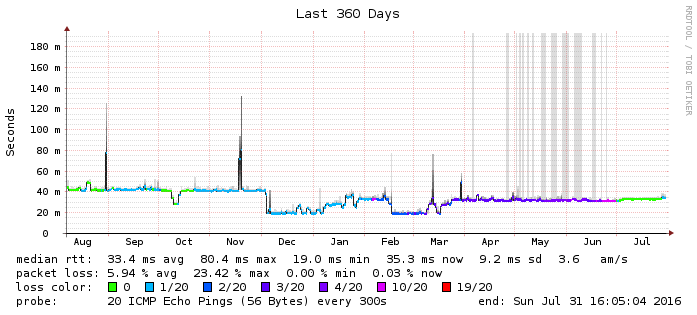 Last 360 Days
RRDTOOL / TOBI OETIKER
Seconds
180 m
160 m
140 m
120 m
100 m
80 m
60 m
40 m
20 m
0
Aug Sep Oct Nov Dec Jan Feb Mar Apr May Jun Jul
median rtt: 33.4 ms avg 80.4 ms max 19.0 ms min 35.3 ms now 9.2 ms sd 3.6 am/s
packet loss: 5.94 % avg 23.42 % max 0.00 % min 0.03 % now
loss color: 0 1/20 2/20 3/20 4/20 10/20 19/20
probe: 20 ICMP Echo Pings (56 Bytes) every 300s end: Sun Jul 31 16:05:04 2016